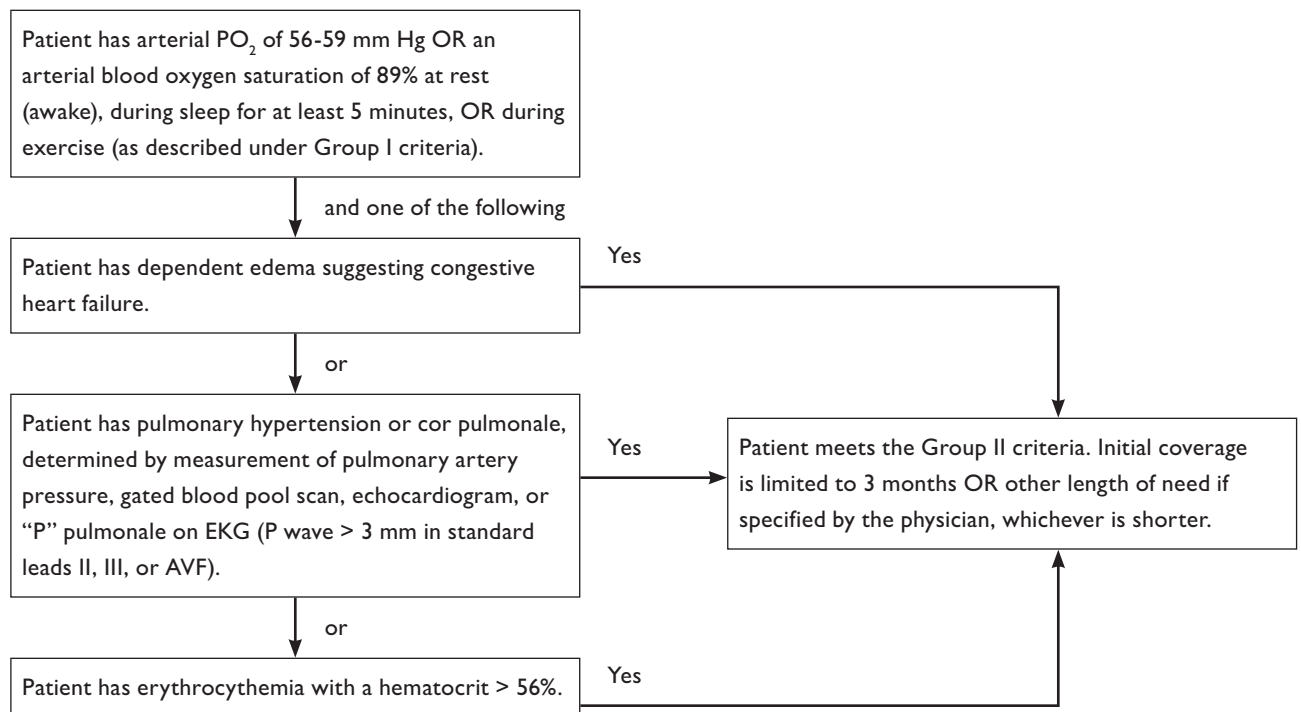 Patient has arterial PO2 of 56-59 mm Hg OR an
arterial blood oxygen saturation of 89% at rest
(awake), during sleep for at least 5 minutes, OR during
exercise (as described under Group I criteria).
and one of the following
Patient has dependent edema suggesting congestive
heart failure.
Yes
or
Patient has pulmonary hypertension or cor pulmonale,
determined by measurement of pulmonary artery
pressure, gated blood pool scan, echocardiogram, or
“P” pulmonale on EKG (P wave > 3 mm in standard
leads II, III, or AVF).
Yes
Patient meets the Group II criteria. Initial coverage
is limited to 3 months OR other length of need if
specified by the physician, whichever is shorter.
or
Patient has erythrocythemia with a hematocrit > 56%.
Yes